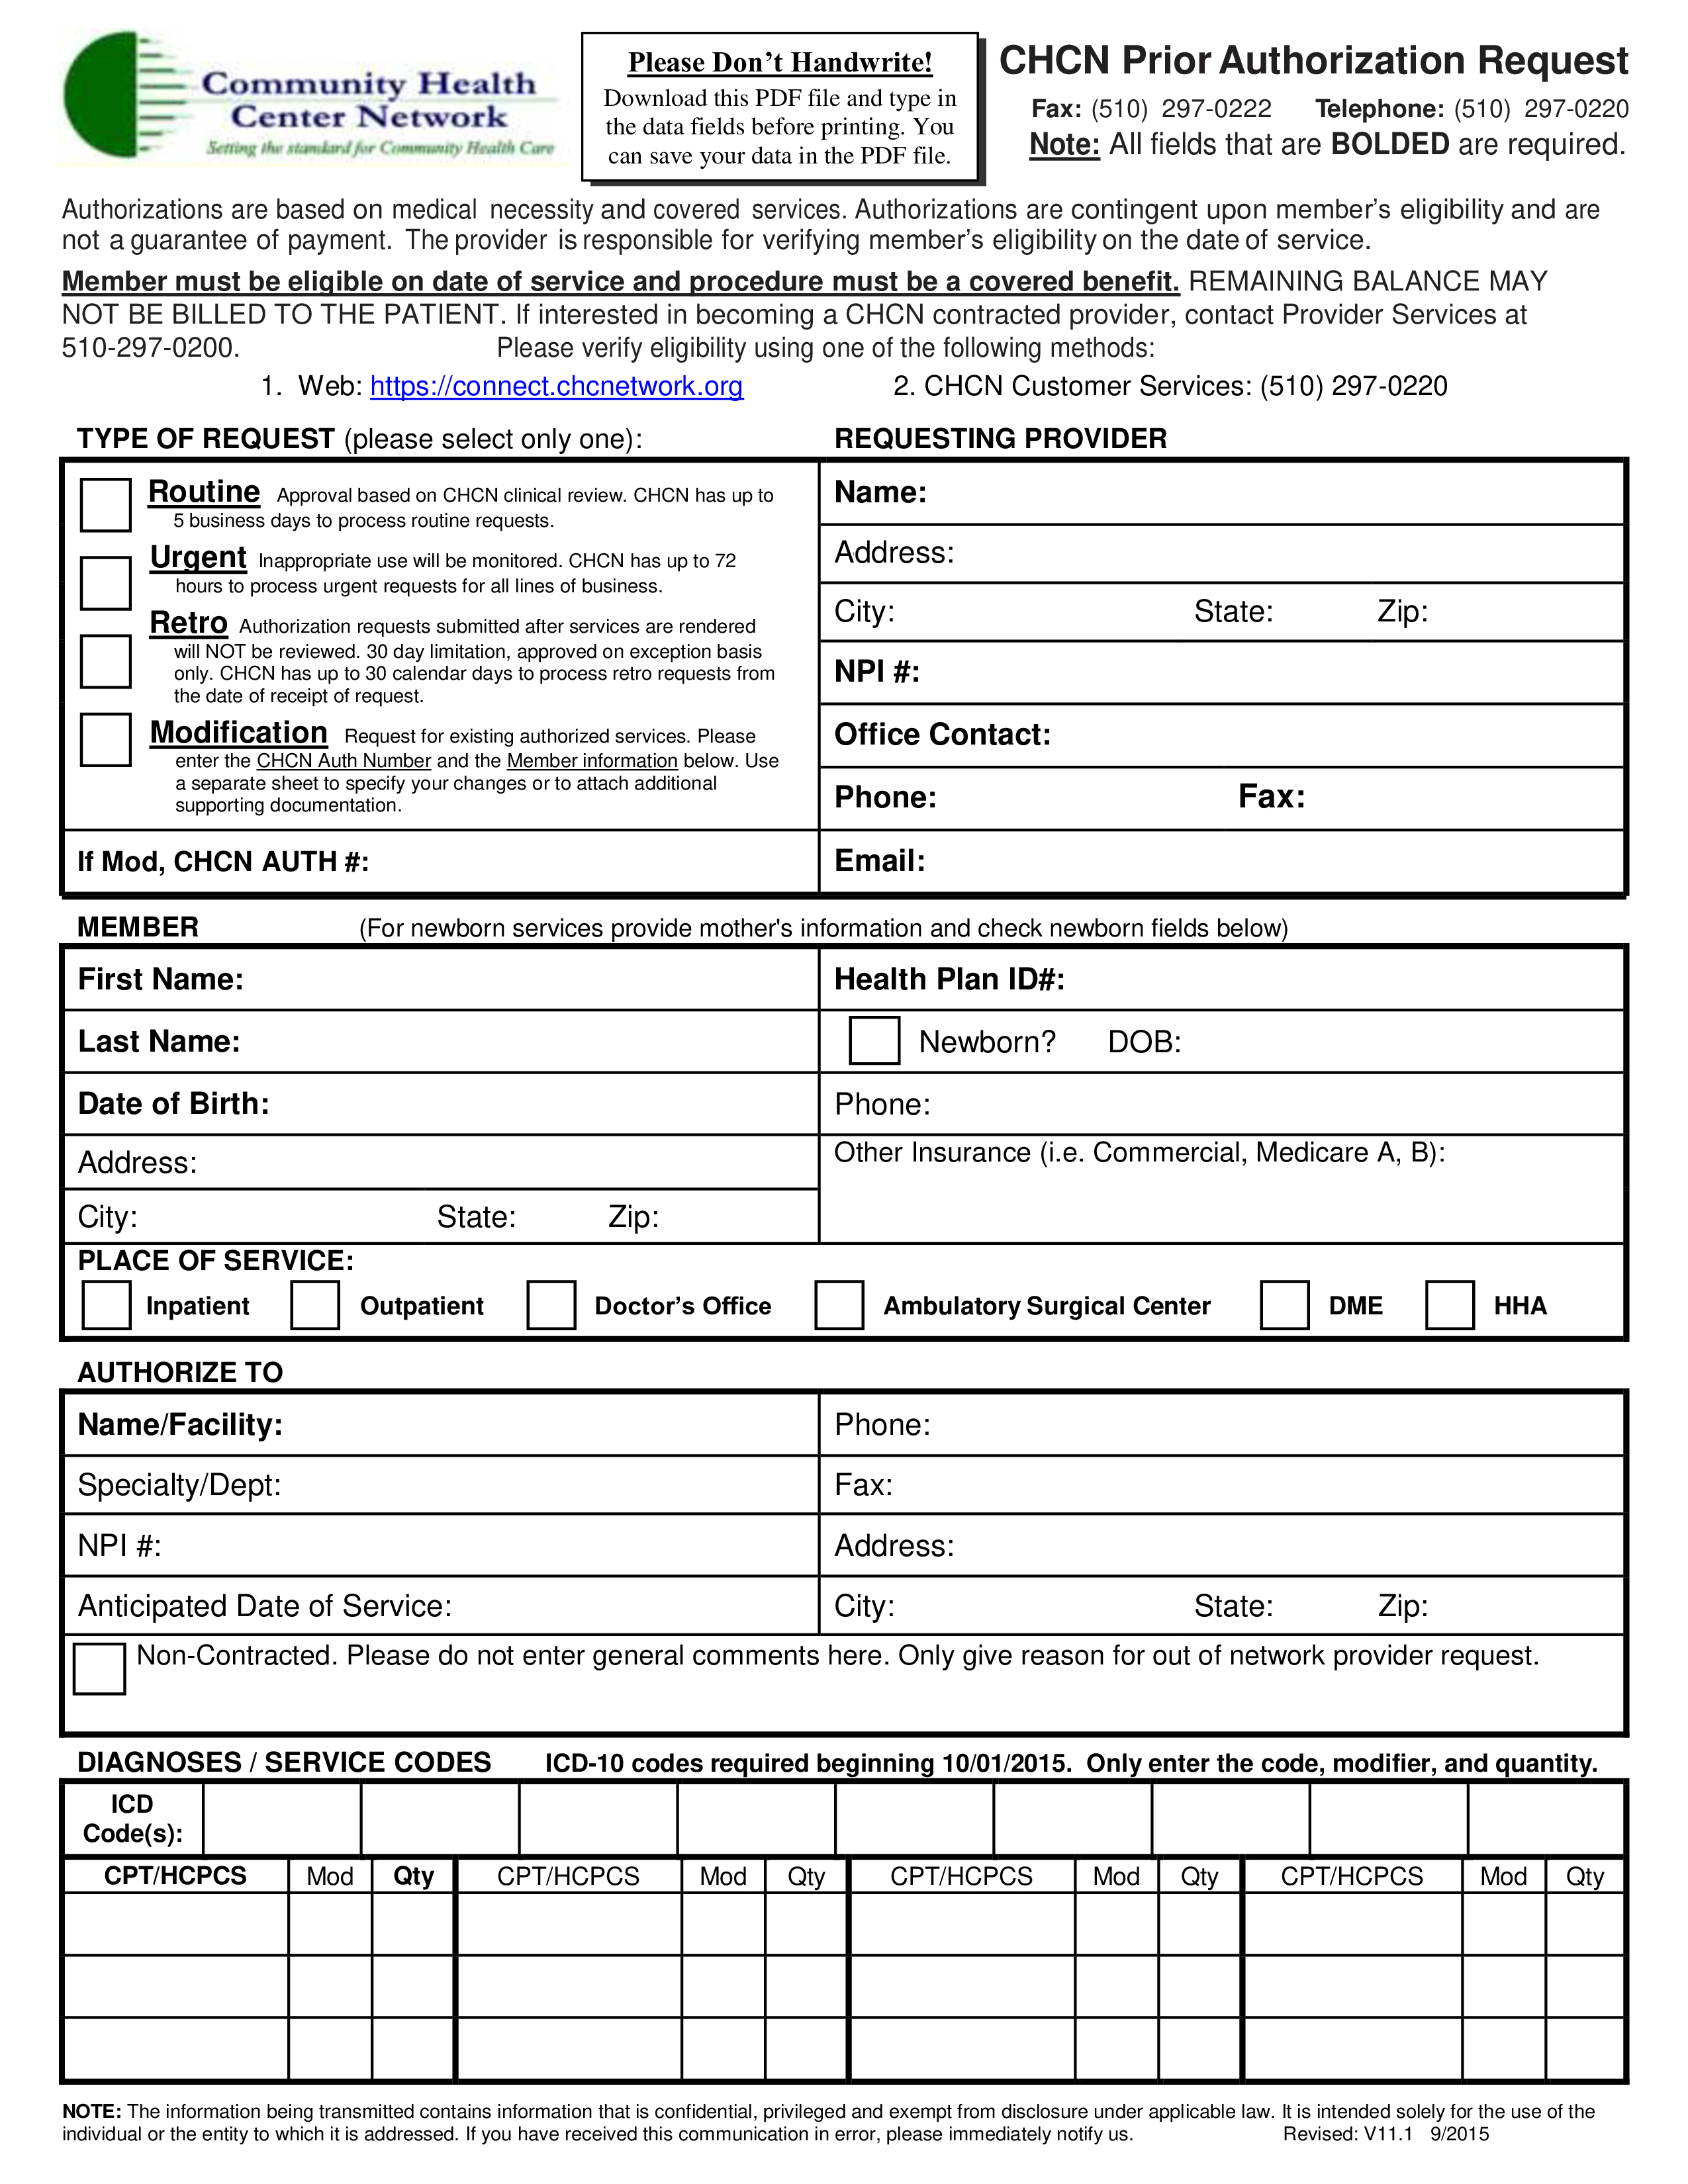 Community Health
Center Network
Setting the standard for Community Health Care
Please Don't Handwrite!
Download this PDF file and type in
the data fields before printing. You
can save your data in the PDF file.
CHCN Prior Authorization Request
Fax: (510) 297-0222 Telephone: (510) 297-0220
Note: All fields that are BOLDED are required.
Authorizations are based on medical necessity and covered services. Authorizations are contingent upon member's eligibility and are
not a guarantee of payment. The provider is responsible for verifying member's eligibility on the date of service.
Member must be eligible on date of service and procedure must be a covered benefit. REMAINING BALANCE MAY
NOT BE BILLED TO THE PATIENT. If interested in becoming a CHCN contracted provider, contact Provider Services at
510-297-0200. Please verify eligibility using one of the following methods:
1. Web: https://connect.chcnetwork.org 2. CHCN Customer Services: (510) 297-0220
TYPE OF REQUEST (please select only one):
Routine Approval based on CHCN clinical review. CHCN has up to
5 business days to process routine requests.
Urgent Inappropriate use will be monitored. CHCN has up to 72
hours to process urgent requests for all lines of business.
Retro Authorization requests submitted after services are rendered
will NOT be reviewed. 30 day limitation, approved on exception basis
only. CHCN has up to 30 calendar days to process retro requests from
the date of receipt of request.
Modification Request for existing authorized services. Please
enter the CHCN Auth Number and the Member information below. Use
a separate sheet to specify your changes or to attach additional
supporting documentation.
If Mod, CHCN AUTH #:
REQUESTING PROVIDER
Name:
Address:
City: State: Zip:
NPI #:
Office Contact:
Phone: Fax:
Email:
MEMBER (For newborn services provide mother's information and check newborn fields below)
First Name: Health Plan ID#:
Last Name: Newborn? DOB:
Date of Birth: Phone:
Address: Other Insurance (i.e. Commercial, Medicare A, B):
City: State: Zip:
PLACE OF SERVICE:
Inpatient Outpatient Doctor's Office Ambulatory Surgical Center DME HHA
AUTHORIZE TO
Name/Facility: Phone:
Specialty/Dept: Fax:
NPI #: Address:
Anticipated Date of Service: City: State: Zip:
Non-Contracted. Please do not enter general comments here. Only give reason for out of network provider request.
DIAGNOSES / SERVICE CODES ICD-10 codes required beginning 10/01/2015. Only enter the code, modifier, and quantity.
ICD
Code(s):
CPT/HCPCS Mod Qty CPT/HCPCS Mod Qty CPT/HCPCS Mod Qty CPT/HCPCS Mod Qty
NOTE: The information being transmitted contains information that is confidential, privileged and exempt from disclosure under applicable law. It is intended solely for the use of the
individual or the entity to which it is addressed. If you have received this communication in error, please immediately notify us. Revised: V11.1 9/2015